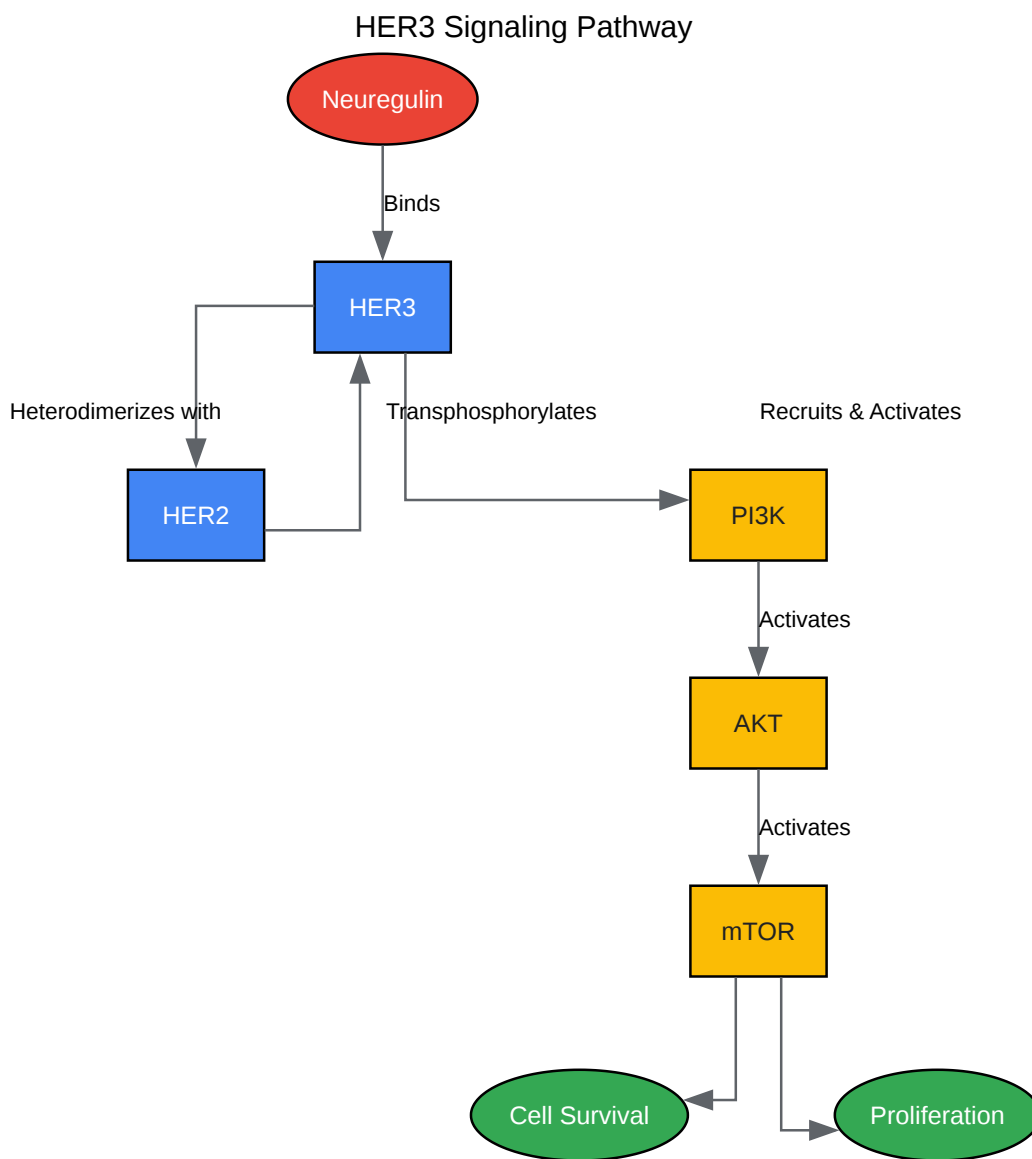 HER3 Signaling Pathway
Neuregulin
Binds
HER3
Heterodimerizes with
Transphosphorylates
Recruits & Activates
HER2
PI3K
Activates
AKT
Activates
mTOR
Cell Survival
Proliferation